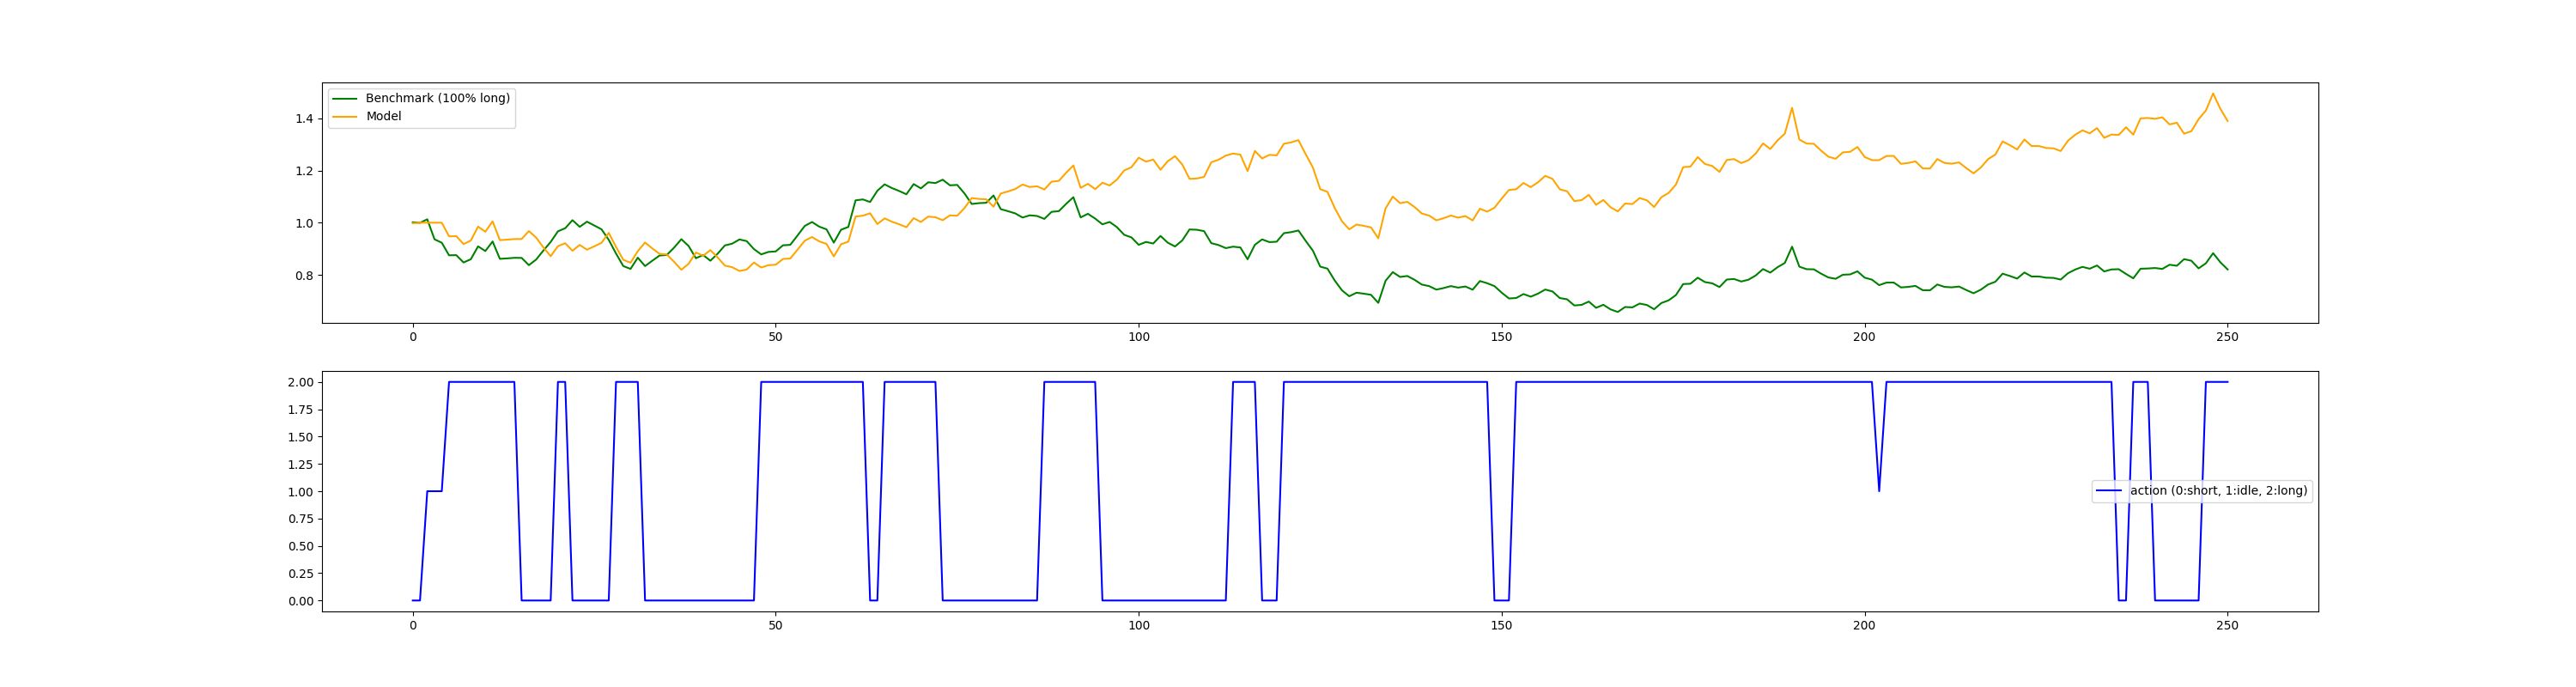 Benchmark (100% long)
Model
1.4
1.2
1.0
0.8
0 50 100 150 200 250
2.00
1.75
1.50
1.25
1.00
0.75
0.50
0.25
0.00
action (0:short, 1:idle, 2:long)
0 50 100 150 200 250